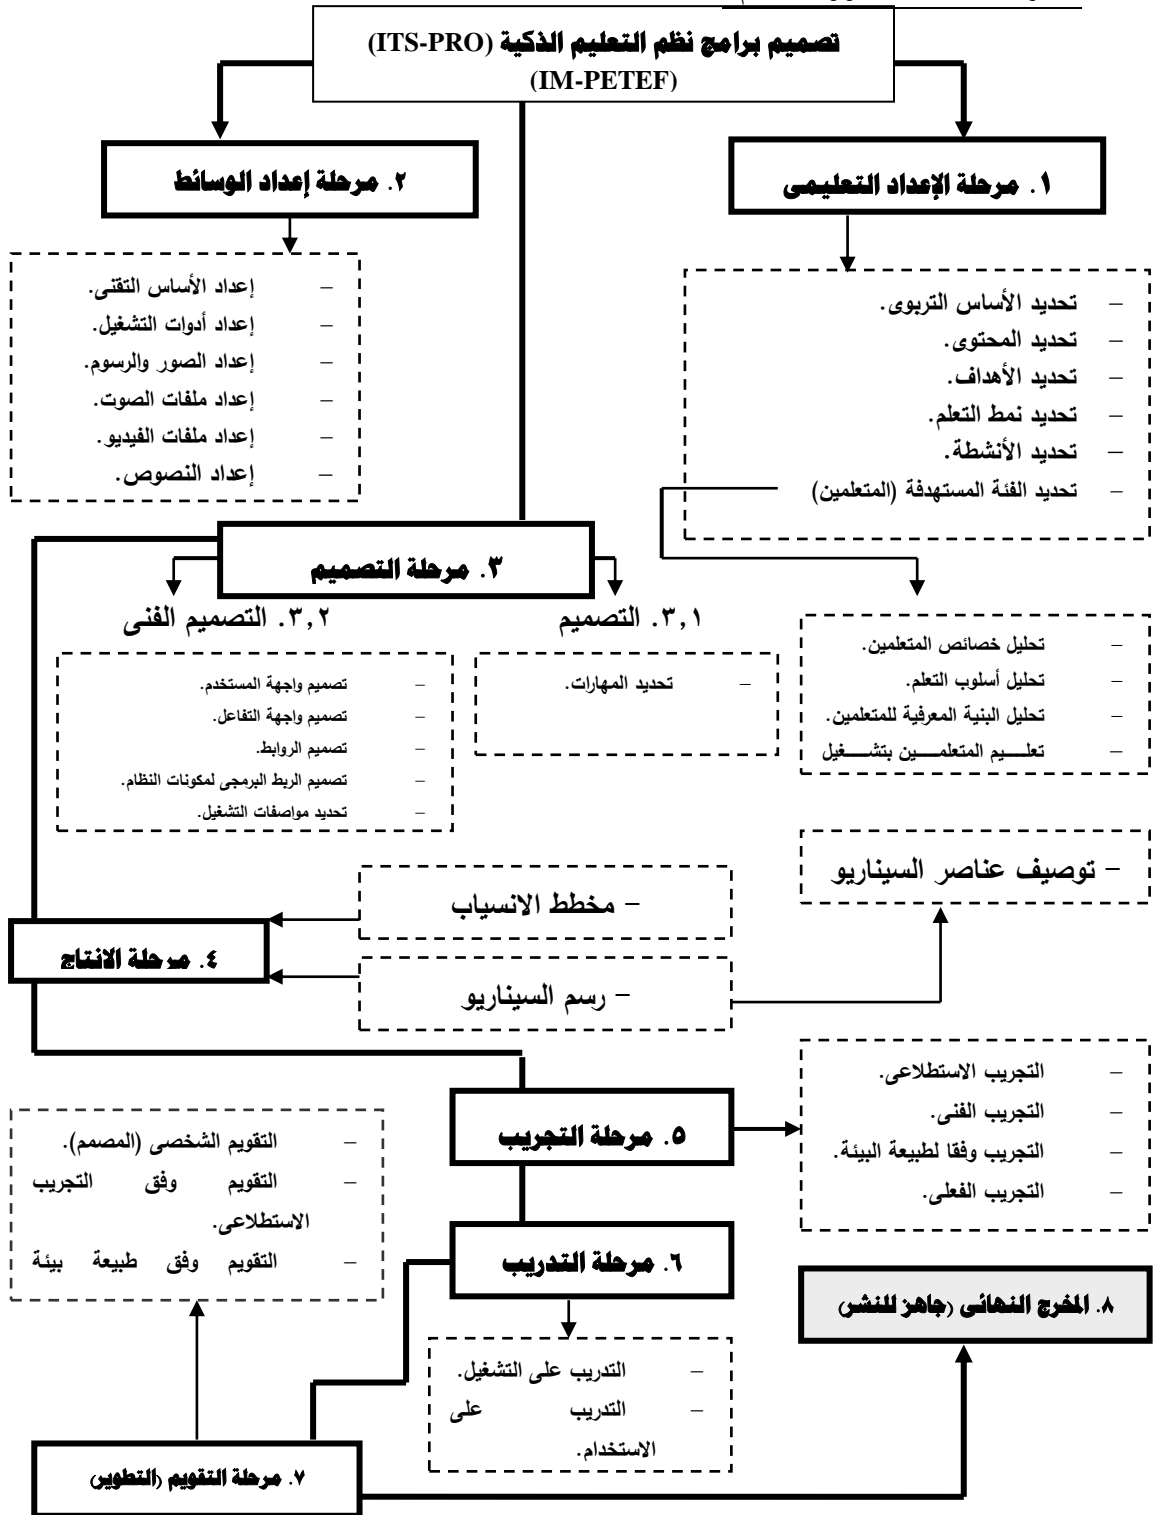 تصميم برامج نظم التعليم الذكية (ITS-PRO)
(IM-PETEF)
١. مرحلة الإعداد التعليمى
٢. مرحلة إعداد الوسائط
– تحديد الأساس التربوى.
– تحديد المحتوى.
– تحديد الأهداف.
– تحديد نمط التعلم.
– تحديد الأنشطة.
– تحديد الفئة المستهدفة (المتعلمين)
– إعداد الأساس التقنى.
– إعداد أدوات التشغيل.
– إعداد الصور والرسوم.
– إعداد ملفات الصوت.
– إعداد ملفات الفيديو.
– إعداد النصوص.
٣. مرحلة التصميم
٣,١. التصميم
٣,٢. التصميم الفنى
– تحليل خصائص المتعلمين.
– تحليل أسلوب التعلم.
– تحليل البنية المعرفية للمتعلمين.
– تعليم المتعلمين بتشغيل
– تحديد المهارات.
– تصميم واجهة المستخدم.
– تصميم واجهة التفاعل.
– تصميم الروابط.
– تصميم الربط البرمجى لمكونات النظام.
– تحديد مواصفات التشغيل.
– توصيف عناصر السيناريو
– مخطط الانسياب
٤. مرحلة الانتاج
– رسم السيناريو
٥. مرحلة التجريب
– التجريب الاستطلاعى.
– التجريب الفنى.
– التجريب وفقا لطبيعة البيئة.
– التجريب الفعلى.
– التقويم الشخصى (المصمم).
– التقويم وفق التجريب
الاستطلاعى.
– التقويم وفق طبيعة بيئة
٦. مرحلة التدريب
٨. المخرج النهائى (جاهز للنشر)
– التدريب على التشغيل.
– التدريب على
الاستخدام.
٧. مرحلة التقويم (التطوير)